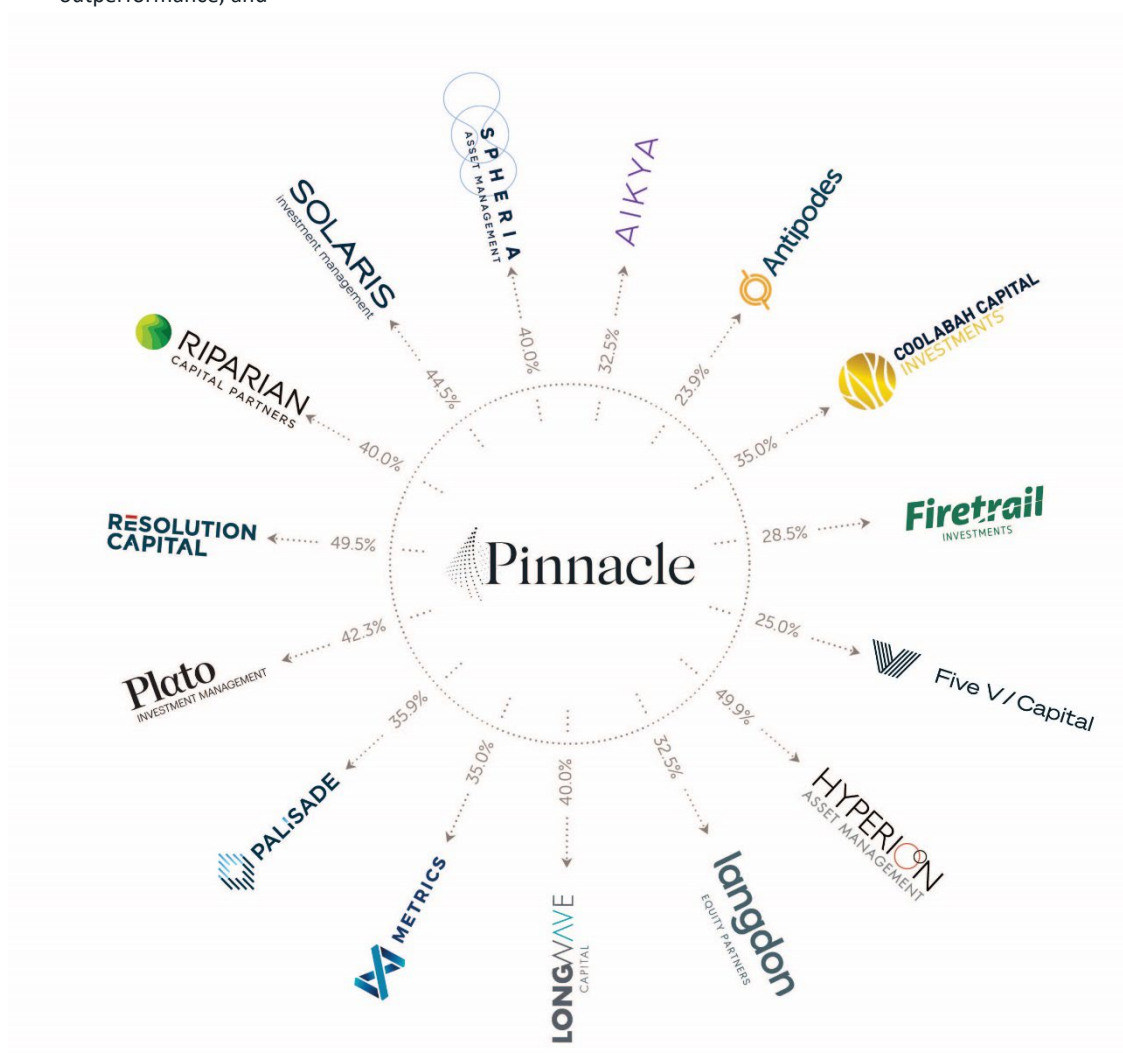 outperformance, and
SPHERIA
ASSET MANAGEMENT
40.0%
AIKYA
32.5%
Antipodes
23.9%
COOLABAH CAPITAL
INVESTMENTS
35.0%
Firetrail
INVESTMENTS
28.5%
Five V/Capital
25.0%
HYPERION
ASSET MANAGEMENT
49.9%
langdon
EQUITY PARTNERS
32.5%
LONGWAVE
CAPITAL
40.0%
METRICS
35.0%
PALISADE
35.9%
Plato
INVESTMENT MANAGEMENT
42.3%
RESOLUTION
CAPITAL
49.5%
RIPARIAN
CAPITAL PARTNERS
40.0%
SOLARIS
investment management
44.5%
Pinnacle